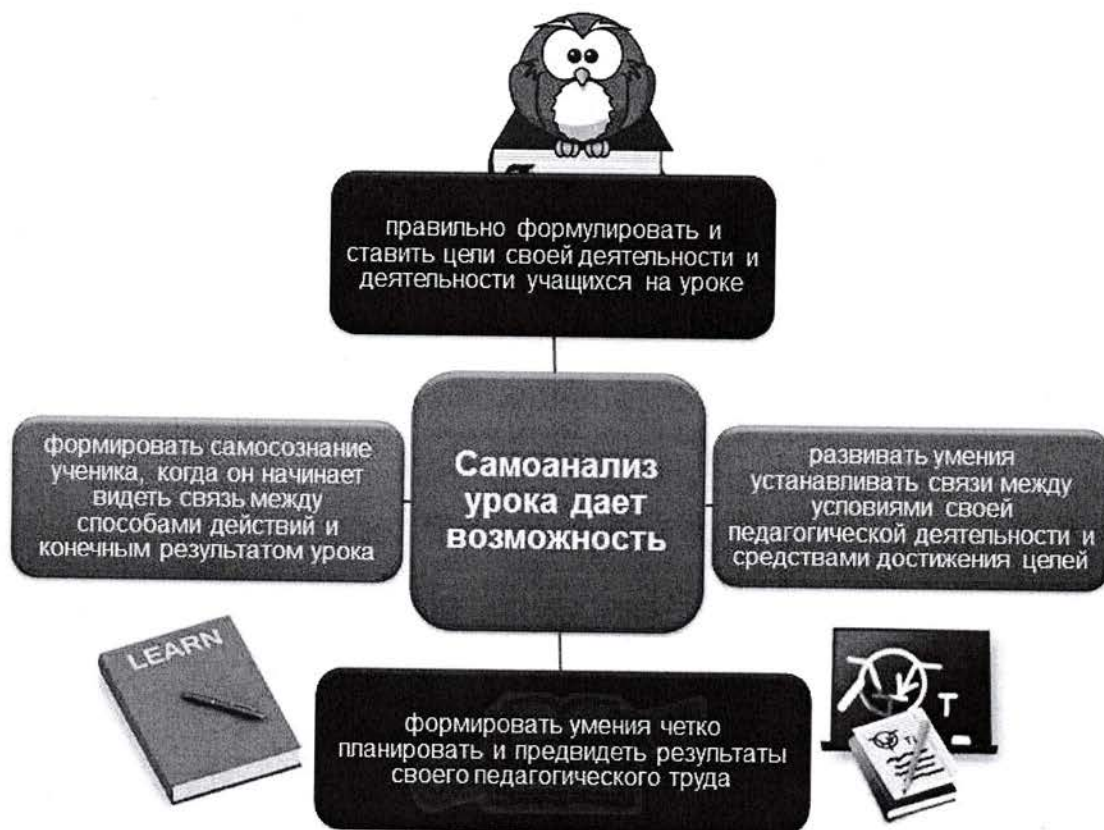 правильно формулировать и
ставить цели своей деятельности и
деятельности учащихся на уроке
формировать самосознание
ученика, когда он начинает
видеть связь между
способами действий и
конечным результатом урока
Самоанализ
урока дает
возможность
развивать умения
устанавливать связи между
условиями своей
педагогической деятельности и
средствами достижения целей
LEARN
T
формировать умения четко
планировать и предвидеть результаты
своего педагогического труда